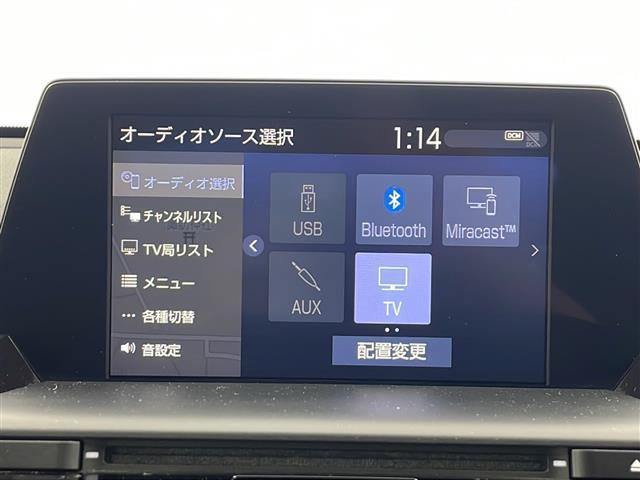 オーディオソース選択
1:14
DCM
DCM
オーディオ選択
チャンネルリスト
TV局リスト
メニュー
各種切替
音設定
USB
Bluetooth
Miracast™
AUX
TV
配置変更